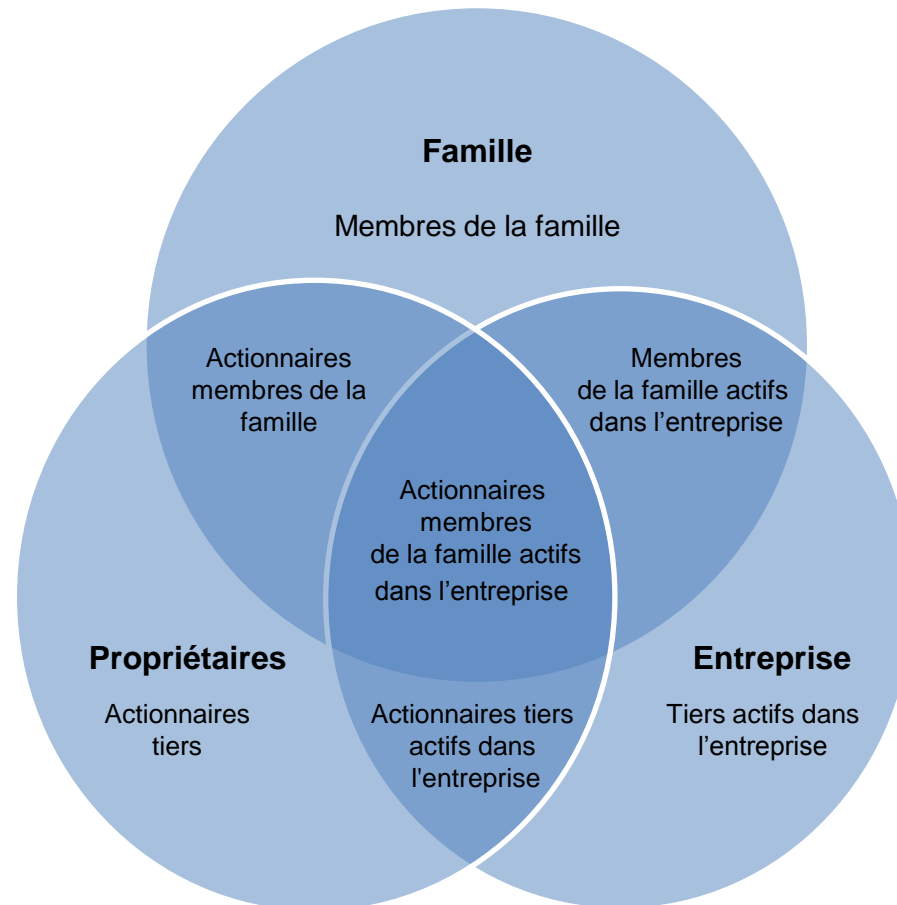 Famille
Membres de la famille
Actionnaires
membres de la
famille
Membres
de la famille actifs
dans l’entreprise
Actionnaires
membres
de la famille actifs
dans l’entreprise
Propriétaires
Actionnaires
tiers
Actionnaires tiers
actifs dans
l'entreprise
Entreprise
Tiers actifs dans
l’entreprise